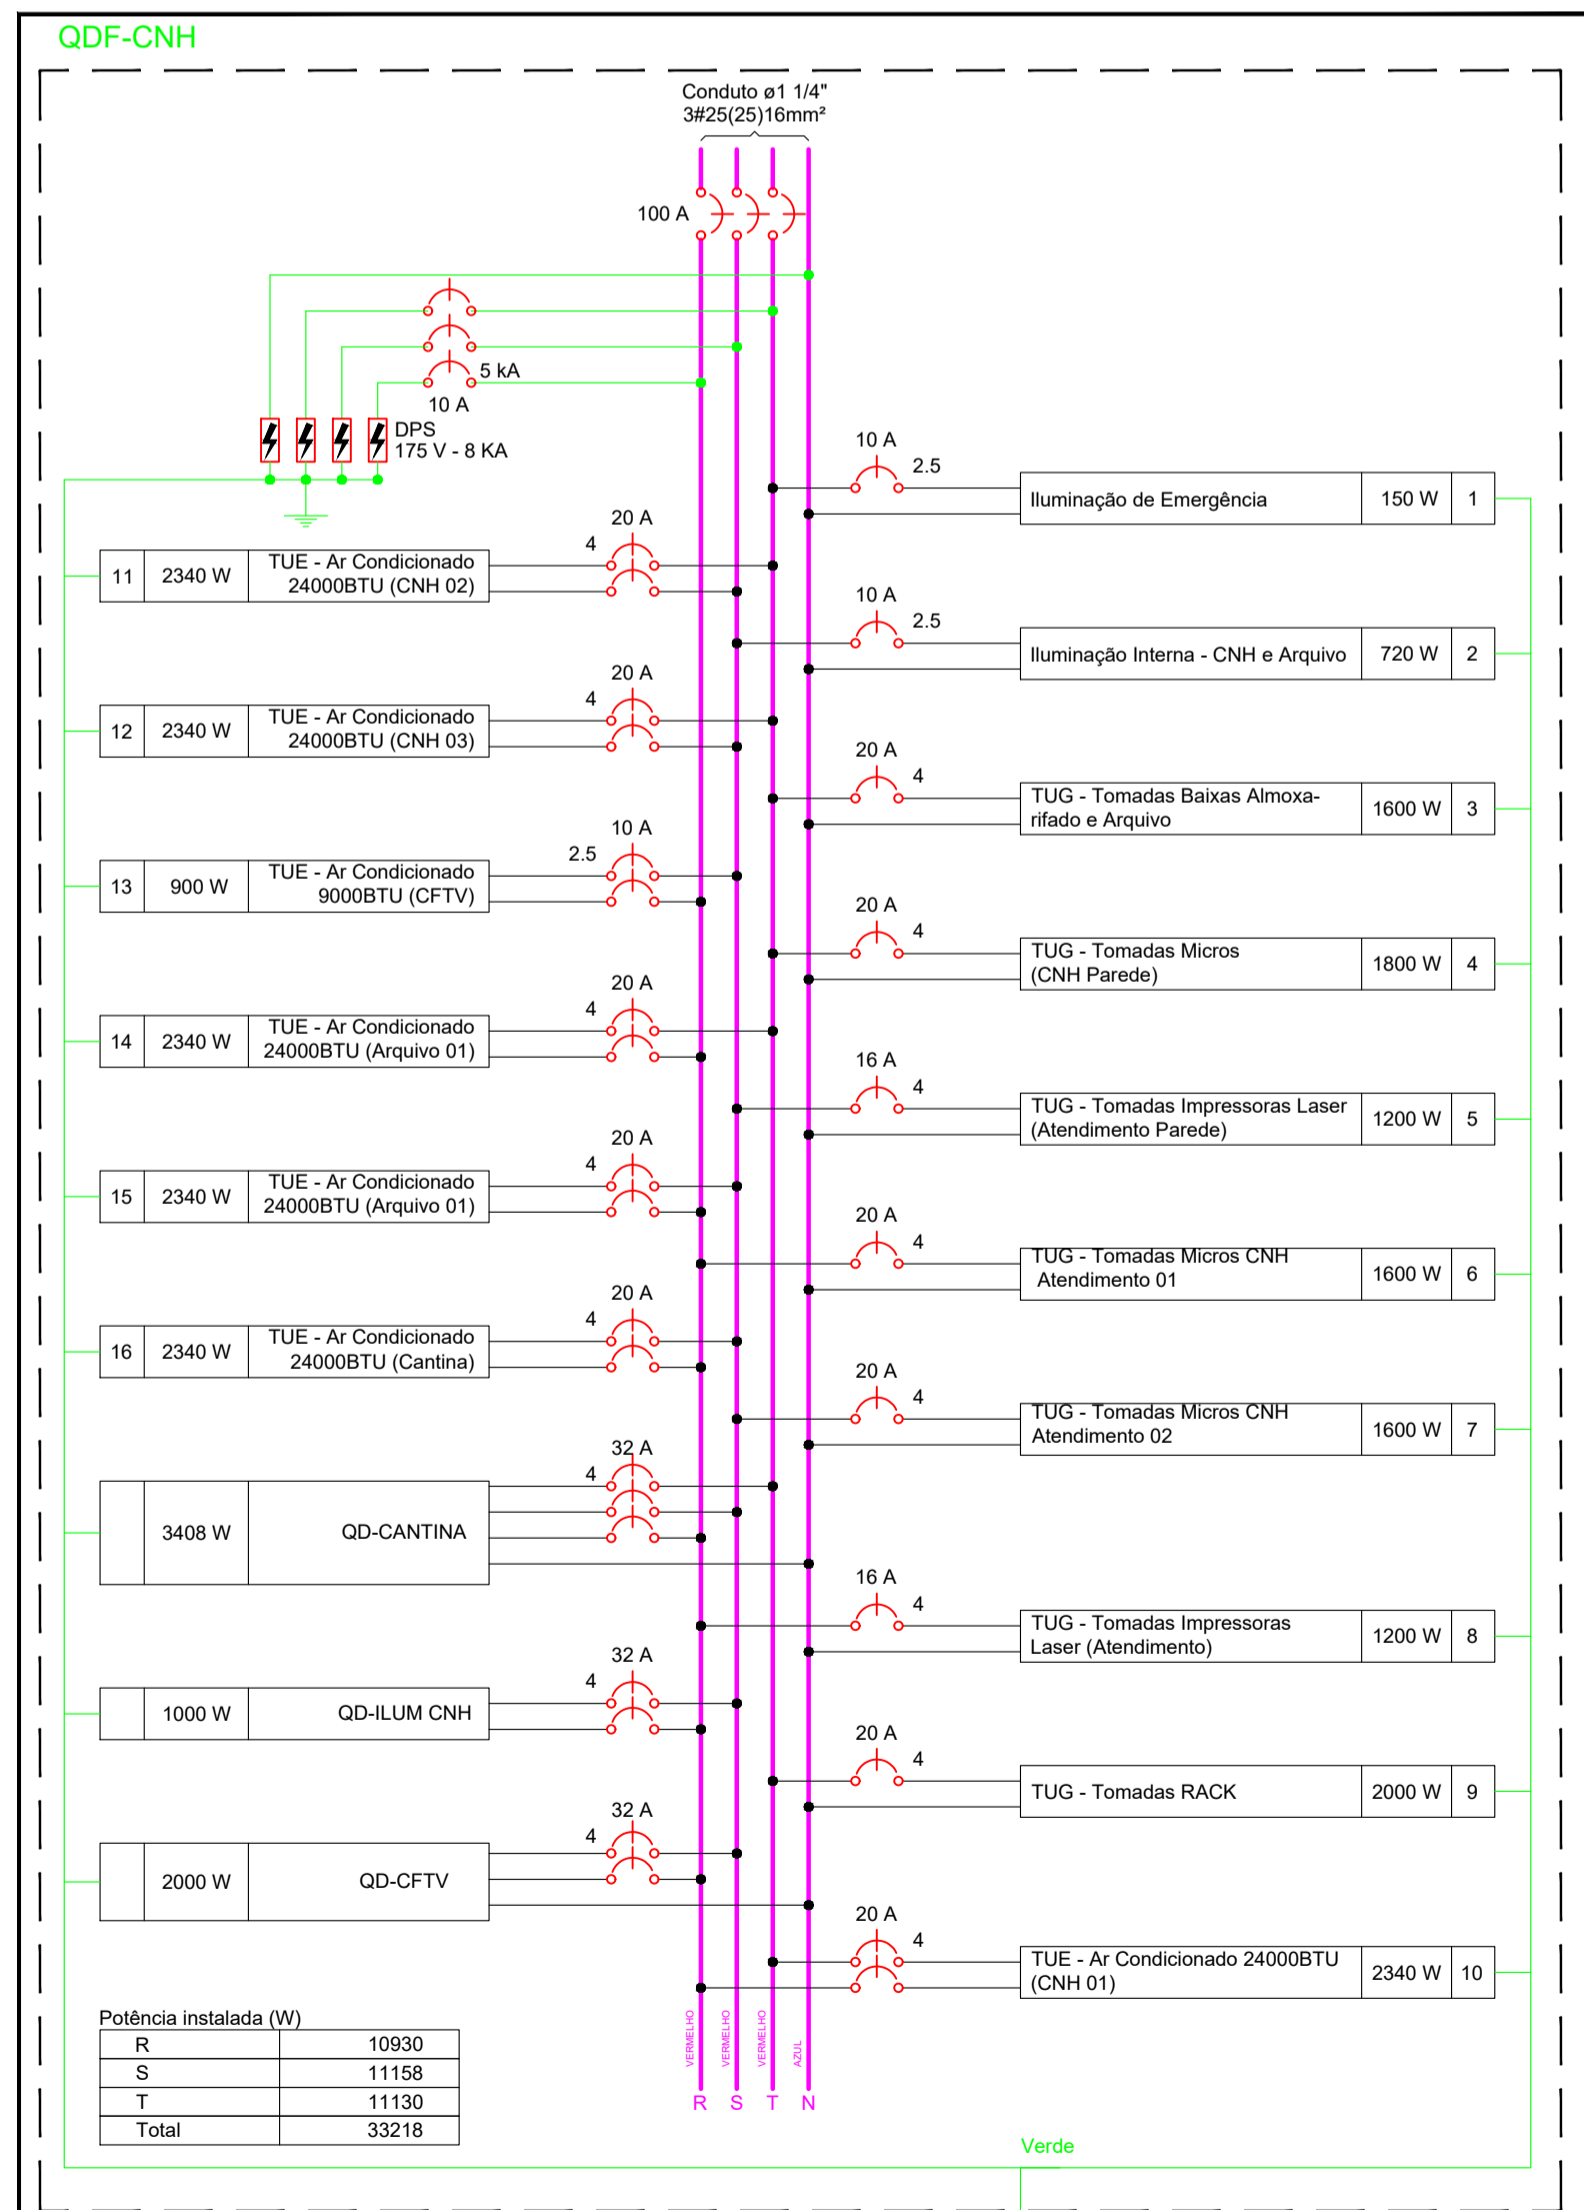 QDF-CNH
Conduto ø1 1/4"
3#25(25)16mm²
100 A
5 kA
10 A
DPS
175 V - 8 KA
10 A
2.5
Iluminação de Emergência
150 W
1
20 A
4
11
2340 W
TUE - Ar Condicionado
24000BTU (CNH 02)
10 A
2.5
Iluminação Interna - CNH e Arquivo
720 W
2
20 A
4
12
2340 W
TUE - Ar Condicionado
24000BTU (CNH 03)
20 A
4
TUG - Tomadas Baixas Almoxa-
rifado e Arquivo
1600 W
3
10 A
2.5
13
900 W
TUE - Ar Condicionado
9000BTU (CFTV)
20 A
4
TUG - Tomadas Micros
(CNH Parede)
1800 W
4
20 A
4
14
2340 W
TUE - Ar Condicionado
24000BTU (Arquivo 01)
16 A
4
TUG - Tomadas Impressoras Laser
(Atendimento Parede)
1200 W
5
20 A
4
15
2340 W
TUE - Ar Condicionado
24000BTU (Arquivo 01)
20 A
4
TUG - Tomadas Micros CNH
Atendimento 01
1600 W
6
20 A
4
16
2340 W
TUE - Ar Condicionado
24000BTU (Cantina)
20 A
4
TUG - Tomadas Micros CNH
Atendimento 02
1600 W
7
32 A
4
3408 W
QD-CANTINA
16 A
4
TUG - Tomadas Impressoras
Laser (Atendimento)
1200 W
8
32 A
4
1000 W
QD-ILUM CNH
20 A
4
TUG - Tomadas RACK
2000 W
9
32 A
4
2000 W
QD-CFTV
20 A
4
TUE - Ar Condicionado 24000BTU
(CNH 01)
2340 W
10
Potência instalada (W)
R 10930
S 11158
T 11130
Total 33218
VERMELHO
VERMELHO
VERMELHO
AZUL
R S T N
Verde